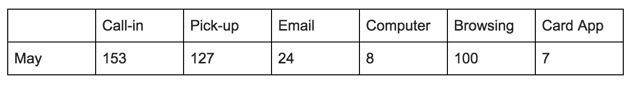 Call-in Pick-up Email Computer Browsing Card App
May 153 127 24 8 100 7